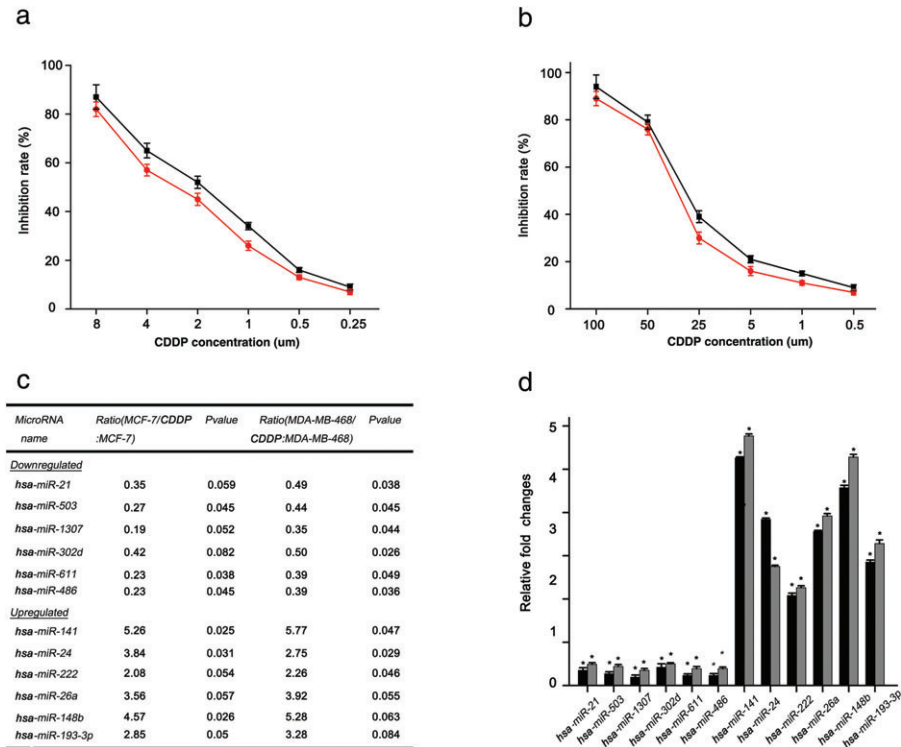 a
100
80
60
40
20
0
Inhibition rate (%)
8 4 2 1 0.5 0.25
CDDP concentration (um)
b
100
80
60
40
20
0
Inhibition rate (%)
100 50 25 5 1 0.5
CDDP concentration (um)
c
MicroRNA Ratio(MCF-7/CDDP Pvalue Ratio(MDA-MB-468/ Pvalue
name :MCF-7) CDDP:MDA-MB-468)
Downregulated
hsa-miR-21 0.35 0.059 0.49 0.038
hsa-miR-503 0.27 0.045 0.44 0.045
hsa-miR-1307 0.19 0.052 0.35 0.044
hsa-miR-302d 0.42 0.082 0.50 0.026
hsa-miR-611 0.23 0.038 0.39 0.049
hsa-miR-486 0.23 0.045 0.39 0.036
Upregulated
hsa-miR-141 5.26 0.025 5.77 0.047
hsa-miR-24 3.84 0.031 2.75 0.029
hsa-miR-222 2.08 0.054 2.26 0.046
hsa-miR-26a 3.56 0.057 3.92 0.055
hsa-miR-148b 4.57 0.026 5.28 0.063
hsa-miR-193-3p 2.85 0.05 3.28 0.084
d
5
4
3
2
1
0
Relative fold changes
* * * * * * * * * * * * * * * * * * * * * * * *
hsa-miR-21
hsa-miR-503
hsa-miR-1307
hsa-miR-302d
hsa-miR-611
hsa-miR-486
hsa-miR-141
hsa-miR-24
hsa-miR-222
hsa-miR-26a
hsa-miR-148b
hsa-miR-193-3p